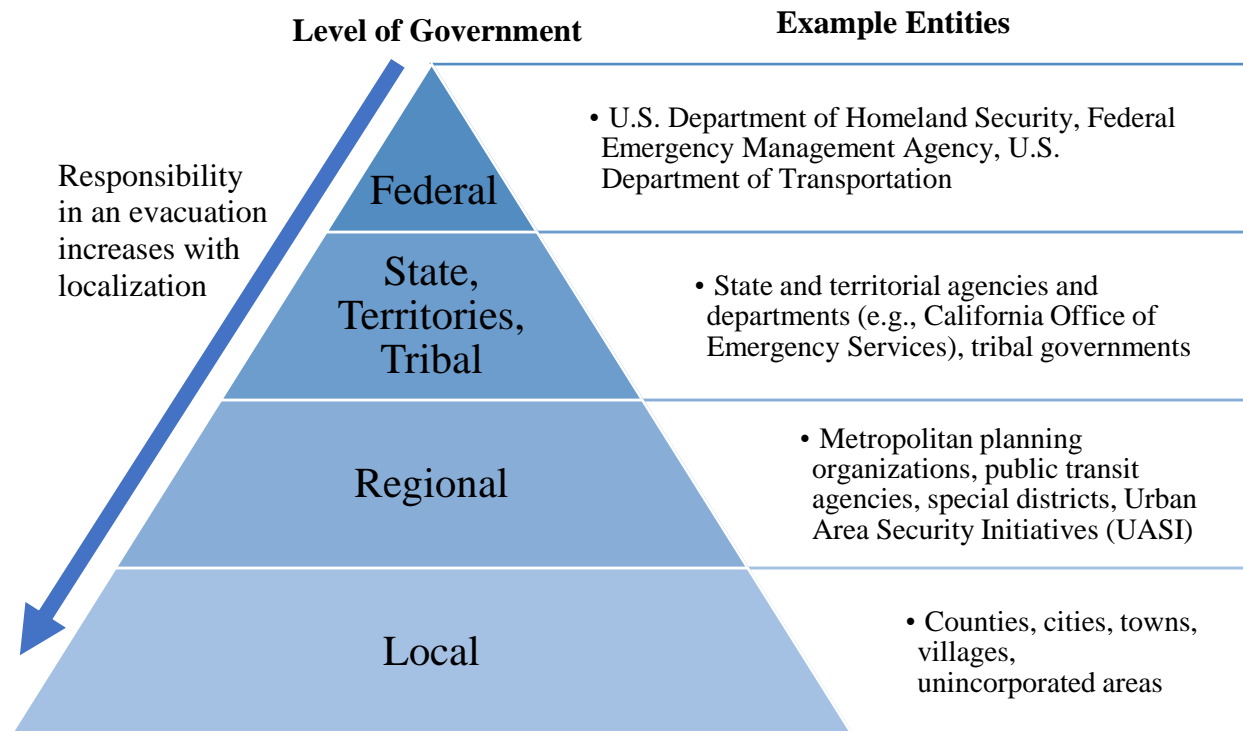 Level of Government
Example Entities
Responsibility
in an evacuation
increases with
localization
Federal
• U.S. Department of Homeland Security, Federal
Emergency Management Agency, U.S.
Department of Transportation
State,
Territories,
Tribal
• State and territorial agencies and
departments (e.g., California Office of
Emergency Services), tribal governments
Regional
• Metropolitan planning
organizations, public transit
agencies, special districts, Urban
Area Security Initiatives (UASI)
Local
• Counties, cities, towns,
villages,
unincorporated areas